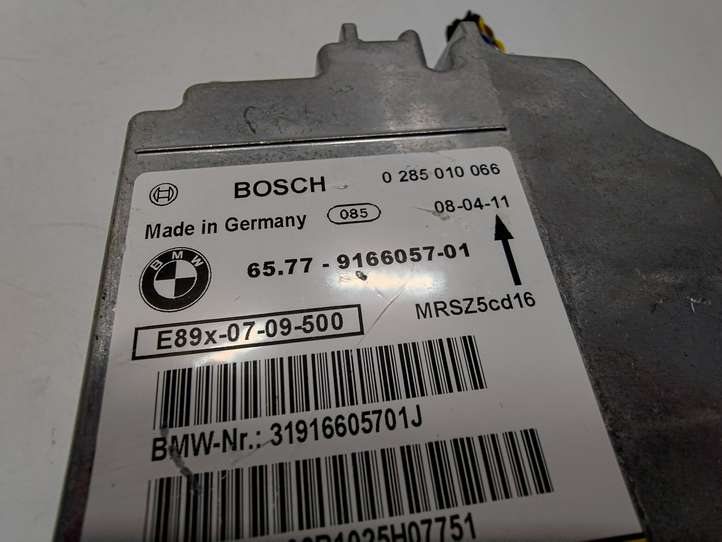 BOSCH 0 285 010 066
Made in Germany 085 08-04-11
BMW 65.77 - 9166057-01
MRSZ5cd16
E89x-07-09-500
BMW-Nr.: 31916605701J